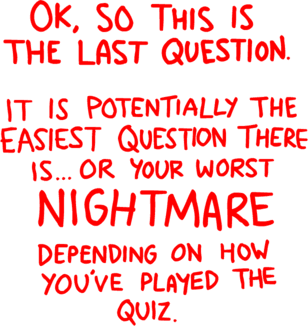 OK, SO THIS IS
THE LAST QUESTION.
IT IS POTENTIALLY THE
EASIEST QUESTION THERE
IS... OR YOUR WORST
NIGHTMARE
DEPENDING ON HOW
YOU'VE PLAYED THE
QUIZ.